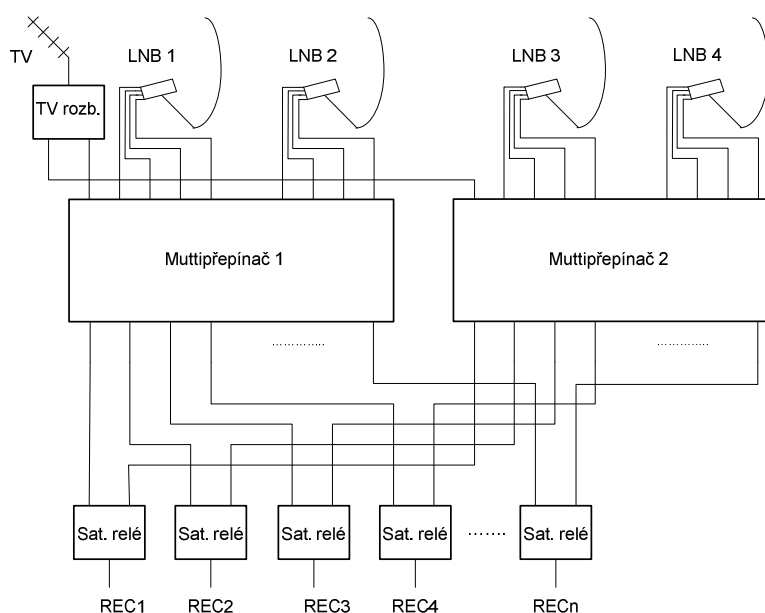 TV
LNB 1
LNB 2
LNB 3
LNB 4
TV rozb.
Muttipřepínač 1
Muttipřepínač 2
…………..
…………..
Sat. relé
Sat. relé
Sat. relé
Sat. relé
…….
Sat. relé
REC1
REC2
REC3
REC4
RECn